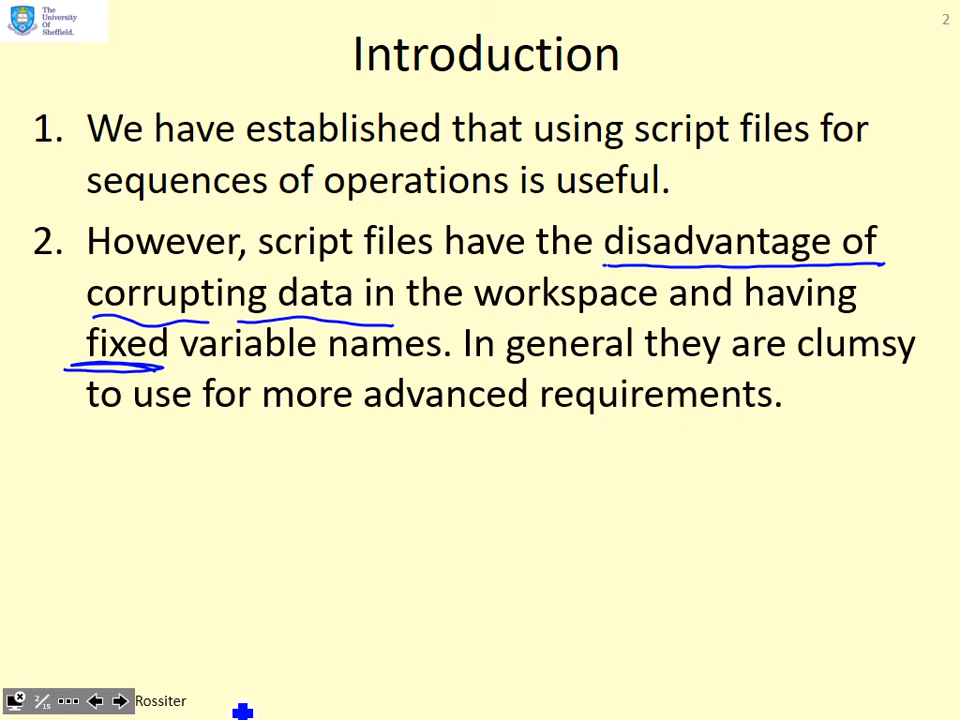 The
University
Of
Sheffield.
2
Introduction
1. We have established that using script files for
sequences of operations is useful.
2. However, script files have the disadvantage of
corrupting data in the workspace and having
fixed variable names. In general they are clumsy
to use for more advanced requirements.
2/15
Rossiter